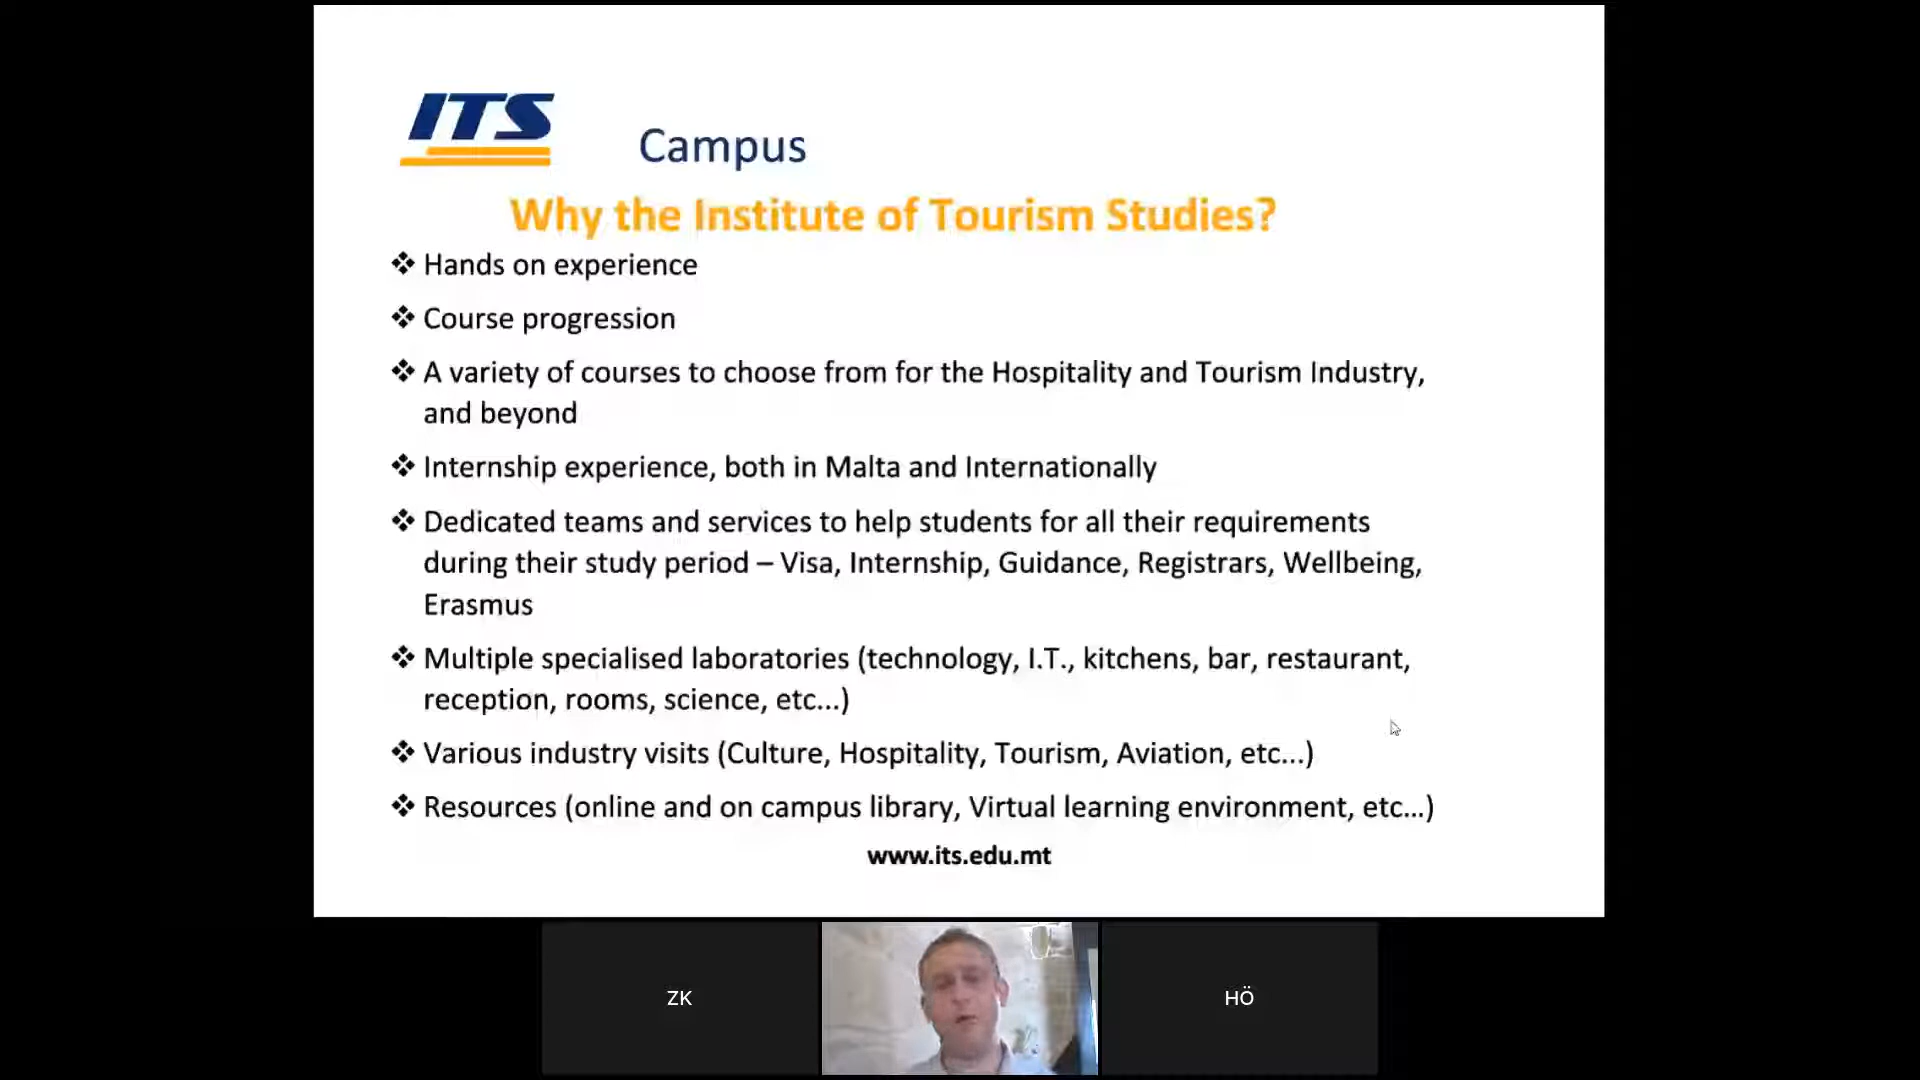 ITS
Campus
Why the Institute of Tourism Studies?
❖ Hands on experience
❖ Course progression
❖ A variety of courses to choose from for the Hospitality and Tourism Industry,
and beyond
❖ Internship experience, both in Malta and Internationally
❖ Dedicated teams and services to help students for all their requirements
during their study period – Visa, Internship, Guidance, Registrars, Wellbeing,
Erasmus
❖ Multiple specialised laboratories (technology, I.T., kitchens, bar, restaurant,
reception, rooms, science, etc...)
❖ Various industry visits (Culture, Hospitality, Tourism, Aviation, etc...)
❖ Resources (online and on campus library, Virtual learning environment, etc...)
www.its.edu.mt
ZK
HÖ